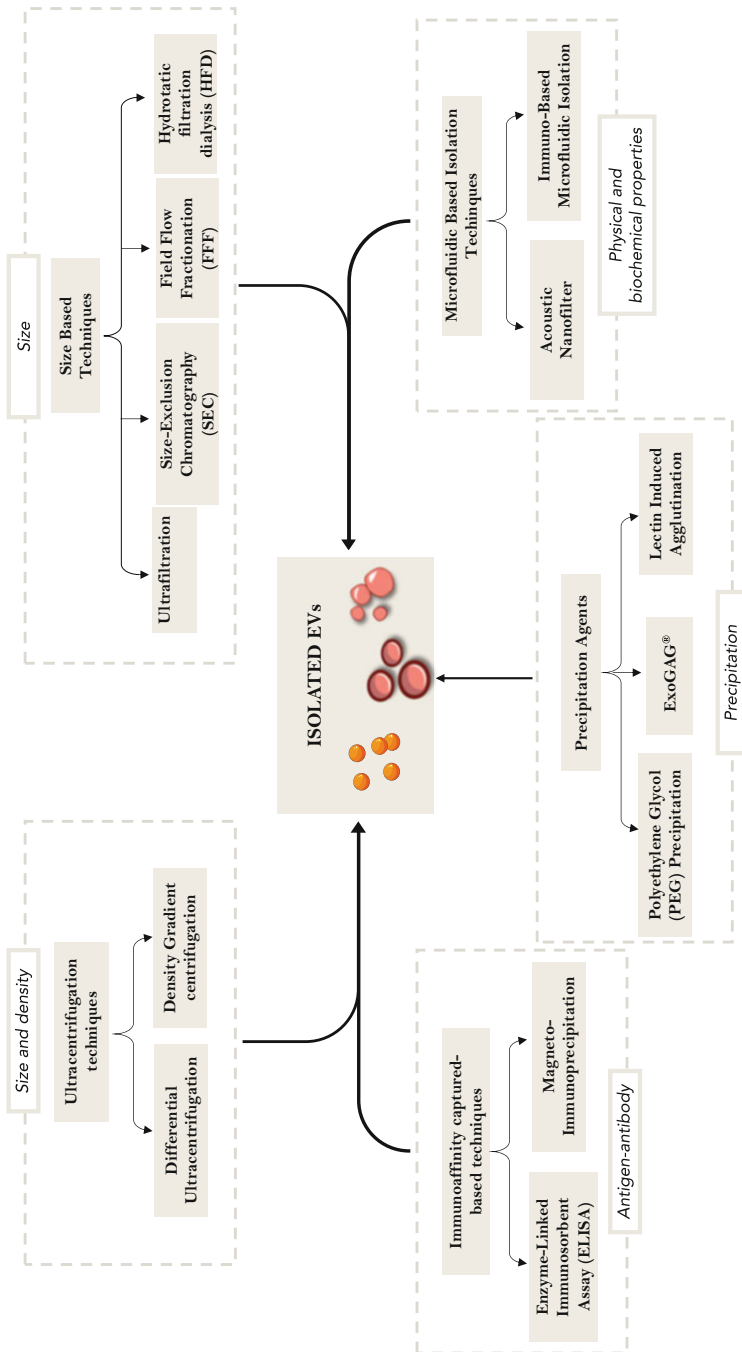 Size and density
Ultracentrifugation
techniques
Differential
Ultracentrifugation
Density Gradient
centrifugation
Size
Size Based
Techniques
Ultrafiltration
Size-Exclusion
Chromatography
(SEC)
Field Flow
Fractionation
(FFF)
Hydrotatic
filtration
dialysis (HFD)
ISOLATED EVs
Immunoaffinity captured-
based techniques
Enzyme-Linked
Immunosorbent
Assay (ELISA)
Magneto-
Immunoprecipitation
Antigen-antibody
Precipitation Agents
Polyethylene Glycol
(PEG) Precipitation
ExoGAG®
Lectin Induced
Agglutination
Precipitation
Microfluidic Based Isolation
Techinques
Acoustic
Nanofilter
Immuno-Based
Microfluidic Isolation
Physical and
biochemical properties